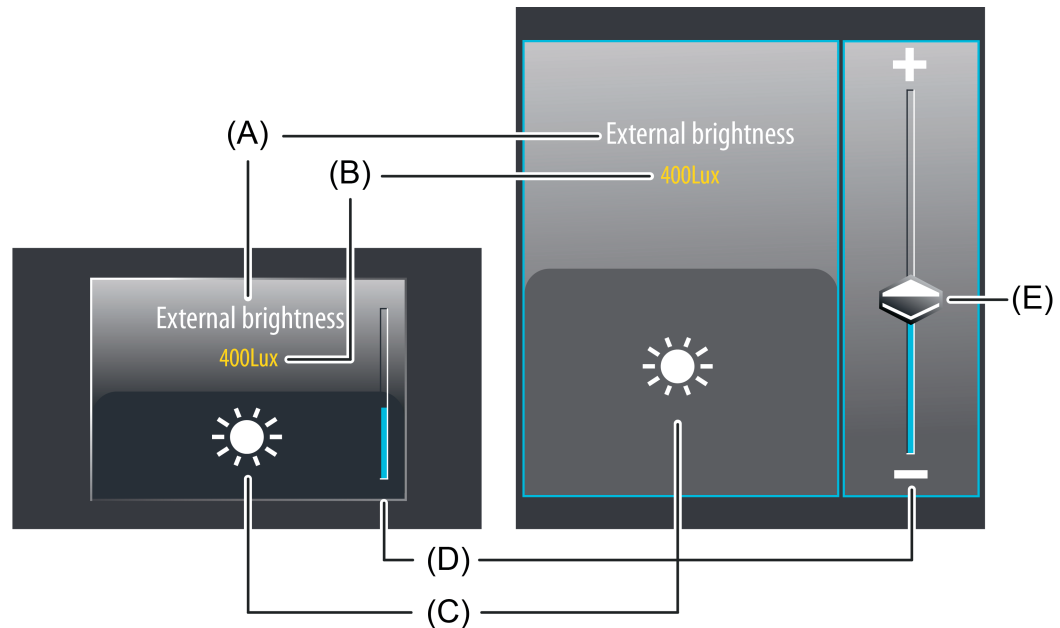 (A)
External brightness
(B)
400Lux
External brightness
400Lux
(E)
(D)
(C)